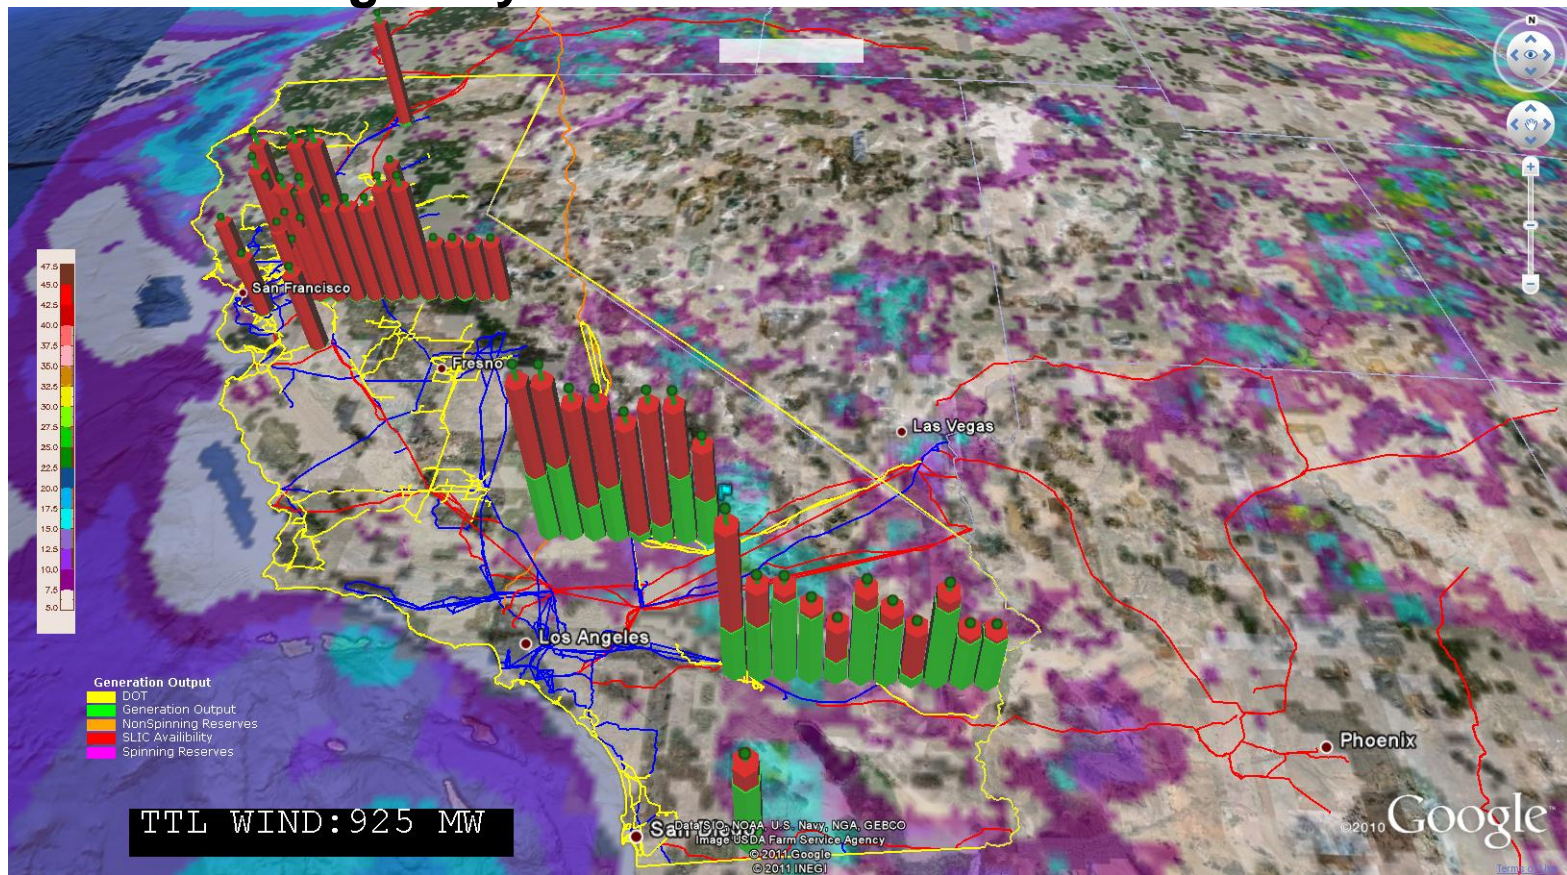 N
47.5
45.0
42.5
40.0
37.5
35.0
32.5
30.0
27.5
25.0
22.5
20.0
17.5
15.0
12.5
10.0
7.5
5.0
San Francisco
Fresno
Las Vegas
Los Angeles
Phoenix
San Diego
Generation Output
DOT
Generation Output
NonSpinning Reserves
SLIC Availibility
Spinning Reserves
TTL WIND:925 MW
Data SIO, NOAA, U.S. Navy, NGA, GEBCO
Image USDA Farm Service Agency
© 2011 Google
© 2011 INEGI
©2010 Google
Terms of Use